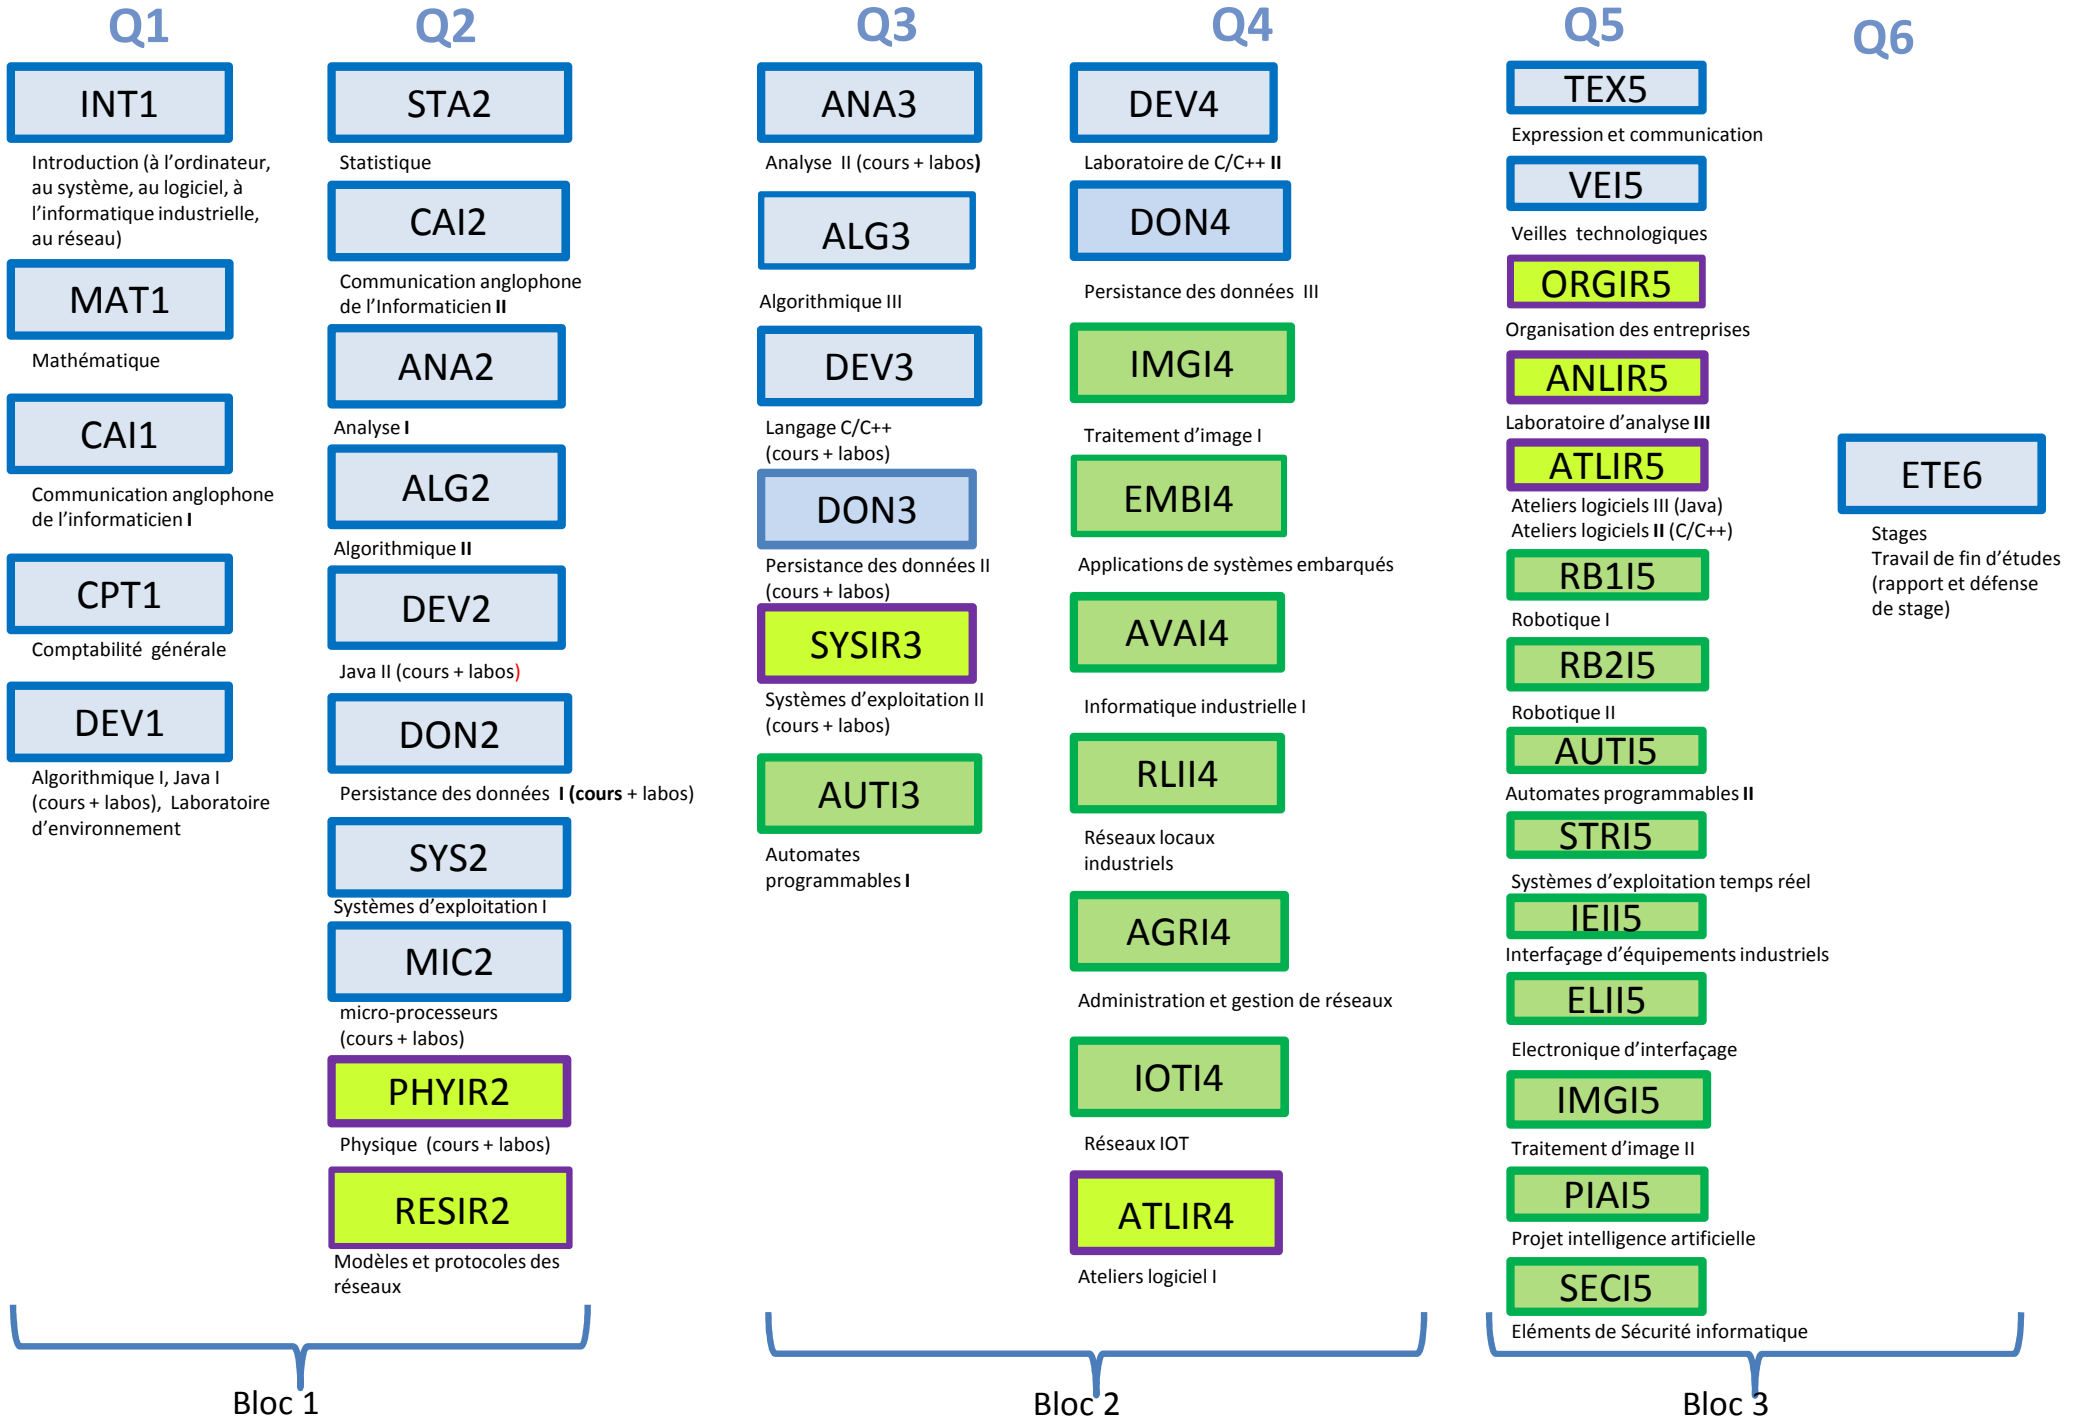 Q1
INT1
Introduction (à l'ordinateur,
au système, au logiciel, à
l'informatique industrielle,
au réseau)
MAT1
Mathématique
CAI1
Communication anglophone
de l'informaticien I
CPT1
Comptabilité générale
DEV1
Algorithmique I, Java I
(cours + labos), Laboratoire
d'environnement
Q2
STA2
Statistique
CAI2
Communication anglophone
de l'Informaticien II
ANA2
Analyse I
ALG2
Algorithmique II
DEV2
Java II (cours + labos)
DON2
Persistance des données I (cours + labos)
SYS2
Systèmes d'exploitation I
MIC2
micro-processeurs
(cours + labos)
PHYIR2
Physique (cours + labos)
RESIR2
Modèles et protocoles des
réseaux
Bloc 1
Q3
ANA3
Analyse II (cours + labos)
ALG3
Algorithmique III
DEV3
Langage C/C++
(cours + labos)
DON3
Persistance des données II
(cours + labos)
SYSIR3
Systèmes d'exploitation II
(cours + labos)
AUTI3
Automates
programmables I
Q4
DEV4
Laboratoire de C/C++ II
DON4
Persistance des données III
IMGI4
Traitement d'image I
EMBI4
Applications de systèmes embarqués
AVAI4
Informatique industrielle I
RLII4
Réseaux locaux
industriels
AGRI4
Administration et gestion de réseaux
IOTI4
Réseaux IOT
ATLIR4
Ateliers logiciel I
Bloc 2
Q5
TEX5
Expression et communication
VEI5
Veilles technologiques
ORGIR5
Organisation des entreprises
ANLIR5
Laboratoire d'analyse III
ATLIR5
Ateliers logiciels III (Java)
Ateliers logiciels II (C/C++)
RB1I5
Robotique I
RB2I5
Robotique II
AUTI5
Automates programmables II
STRI5
Systèmes d'exploitation temps réel
IEII5
Interfaçage d'équipements industriels
ELII5
Electronique d'interfaçage
IMGI5
Traitement d'image II
PIAI5
Projet intelligence artificielle
SECI5
Eléments de Sécurité informatique
Q6
ETE6
Stages
Travail de fin d'études
(rapport et défense
de stage)
Bloc 3